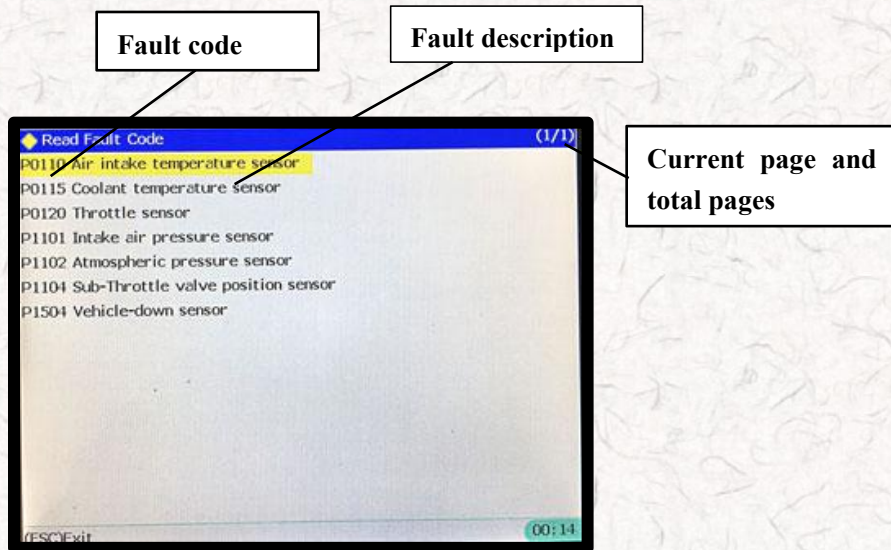 Fault code
Fault description
Read Fault Code
(1/1)
Current page and
total pages
P0110 Air intake temperature sensor
P0115 Coolant temperature sensor
P0120 Throttle sensor
P1101 Intake air pressure sensor
P1102 Atmospheric pressure sensor
P1104 Sub-Throttle valve position sensor
P1504 Vehicle-down sensor
(ESC)Exit
00:14